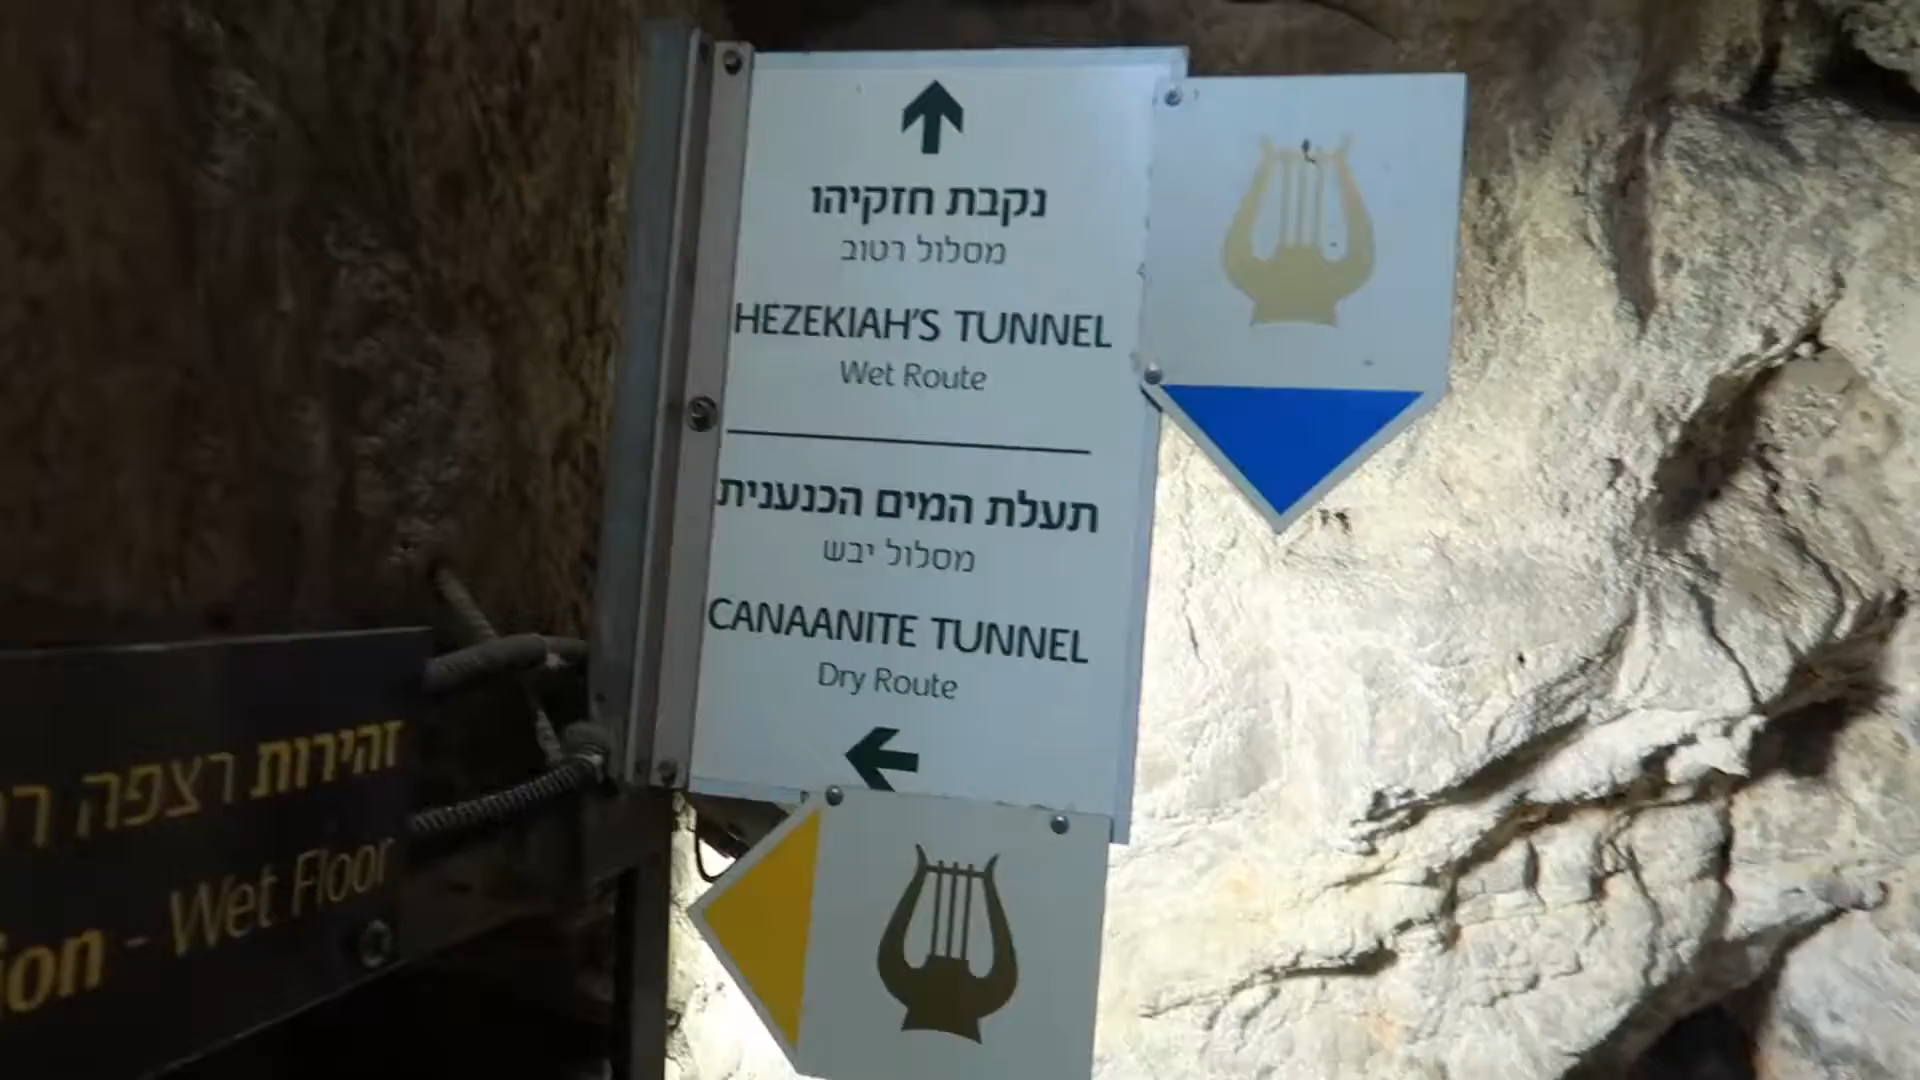 נקבת חזקיהו
מסלול רטוב
HEZEKIAH'S TUNNEL
Wet Route
תעלת המים הכנענית
מסלול יבש
CANAANITE TUNNEL
Dry Route
זהירות רצפה
- Wet Floor